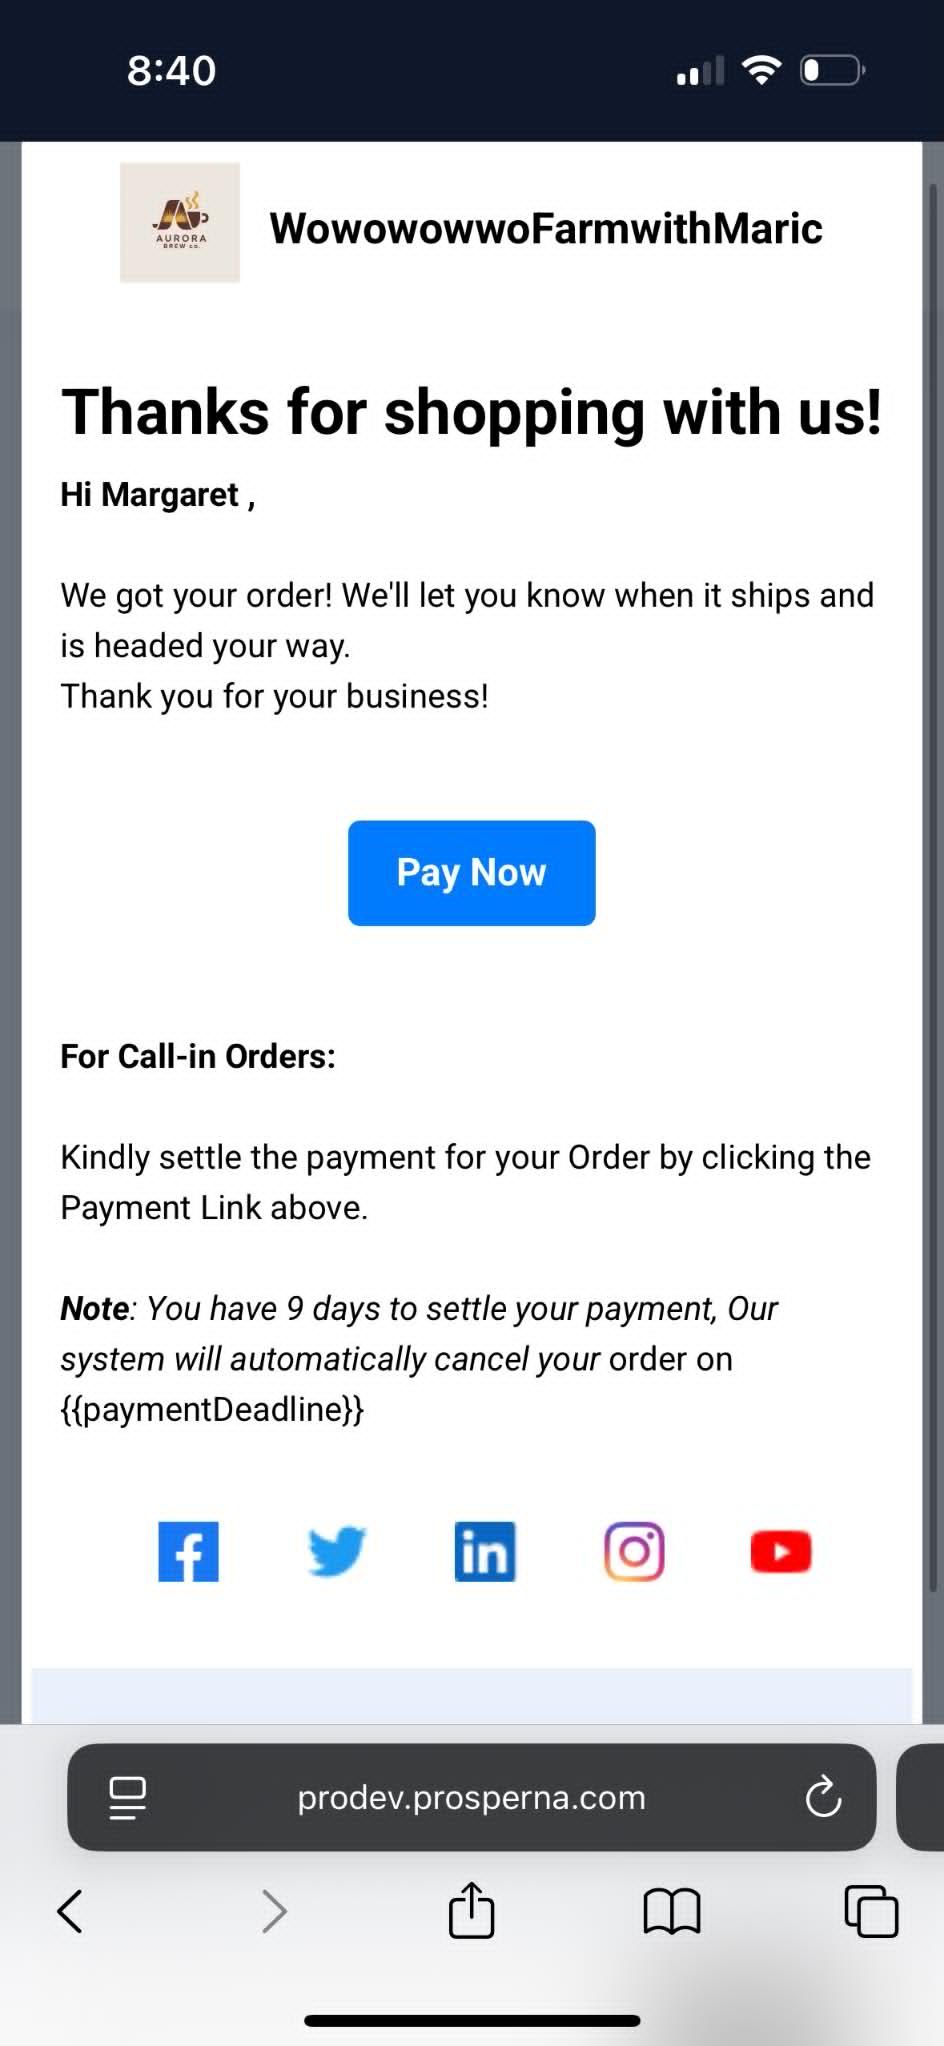 8:40
AURORA
BREW CO.
WowowowwoFarmwithMaric
Thanks for shopping with us!
Hi Margaret ,
We got your order! We'll let you know when it ships and
is headed your way.
Thank you for your business!
Pay Now
For Call-in Orders:
Kindly settle the payment for your Order by clicking the
Payment Link above.
Note: You have 9 days to settle your payment, Our
system will automatically cancel your order on
{{paymentDeadline}}
prodev.prosperna.com